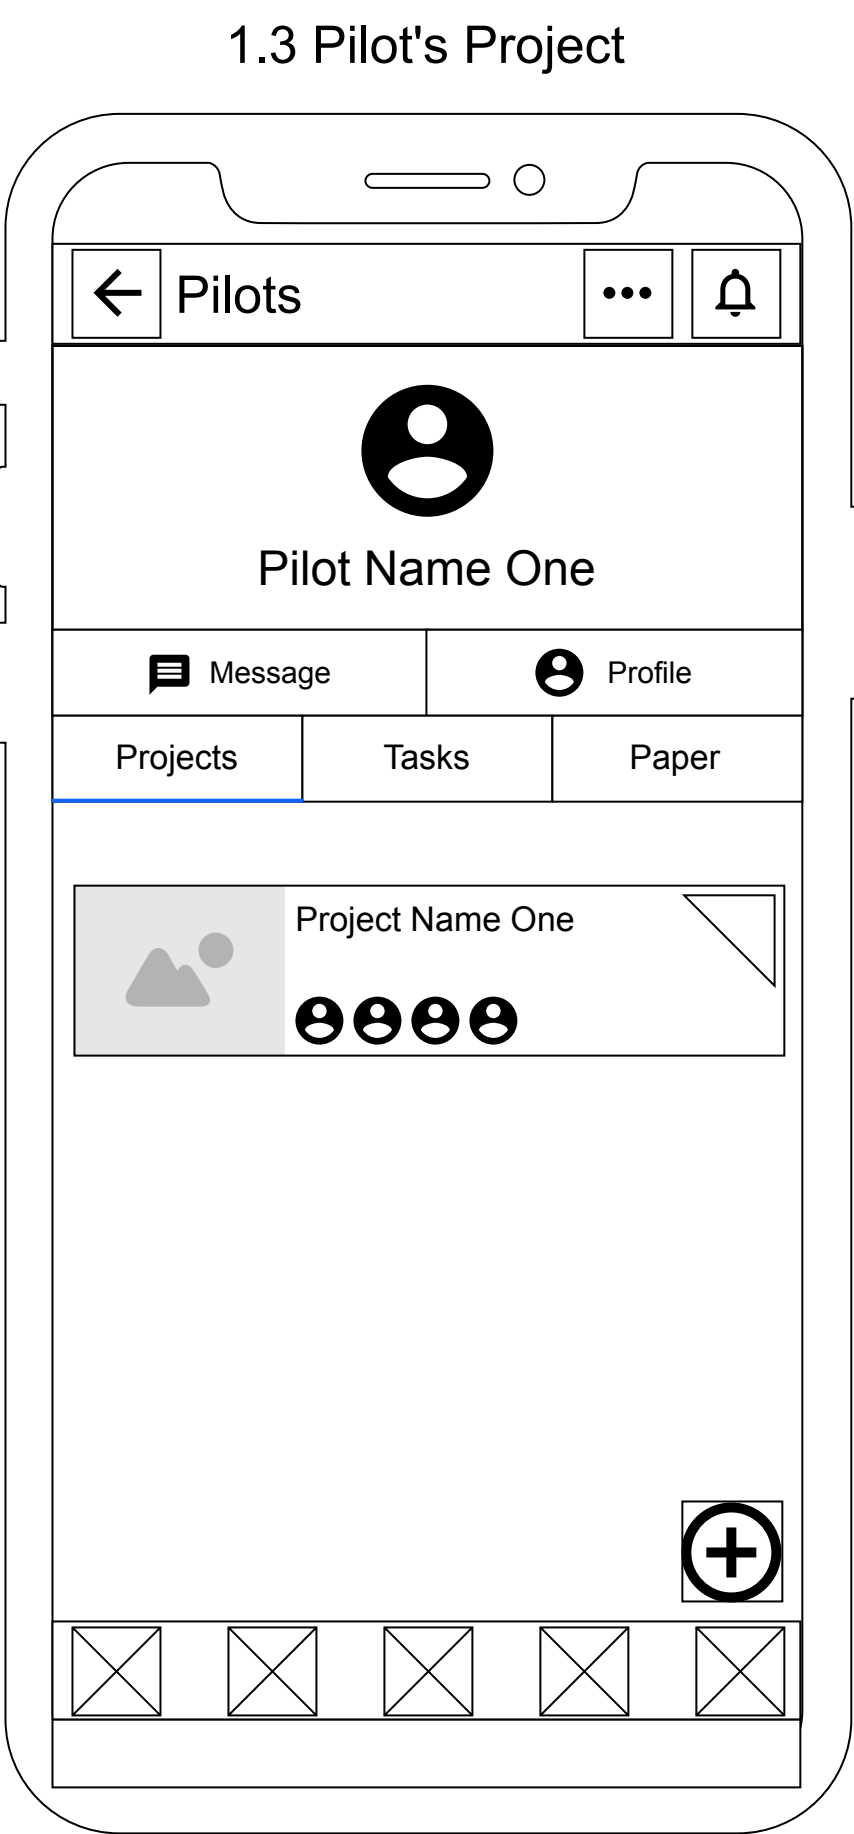 1.3 Pilot's Project
Pilots
Pilot Name One
Message
Profile
Projects
Tasks
Paper
Project Name One